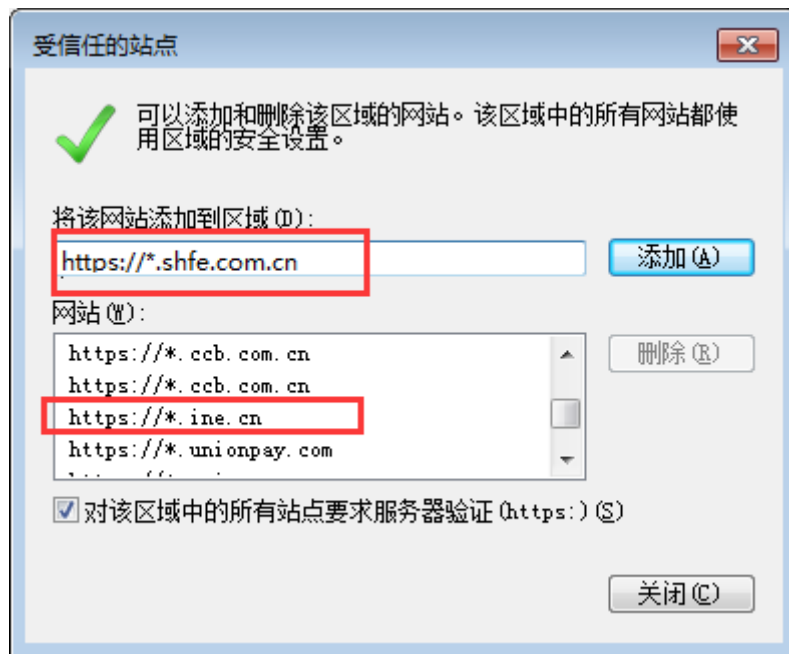 受信任的站点
可以添加和删除该区域的网站。该区域中的所有网站都使
用区域的安全设置。
将该网站添加到区域(D):
https://*.shfe.com.cn
添加(A)
网站(W):
https://*.ccb.com.cn
删除(R)
https://*.ccb.com.cn
https://*.ine.cn
https://*.unionpay.com
对该区域中的所有站点要求服务器验证(https:)(S)
关闭(C)